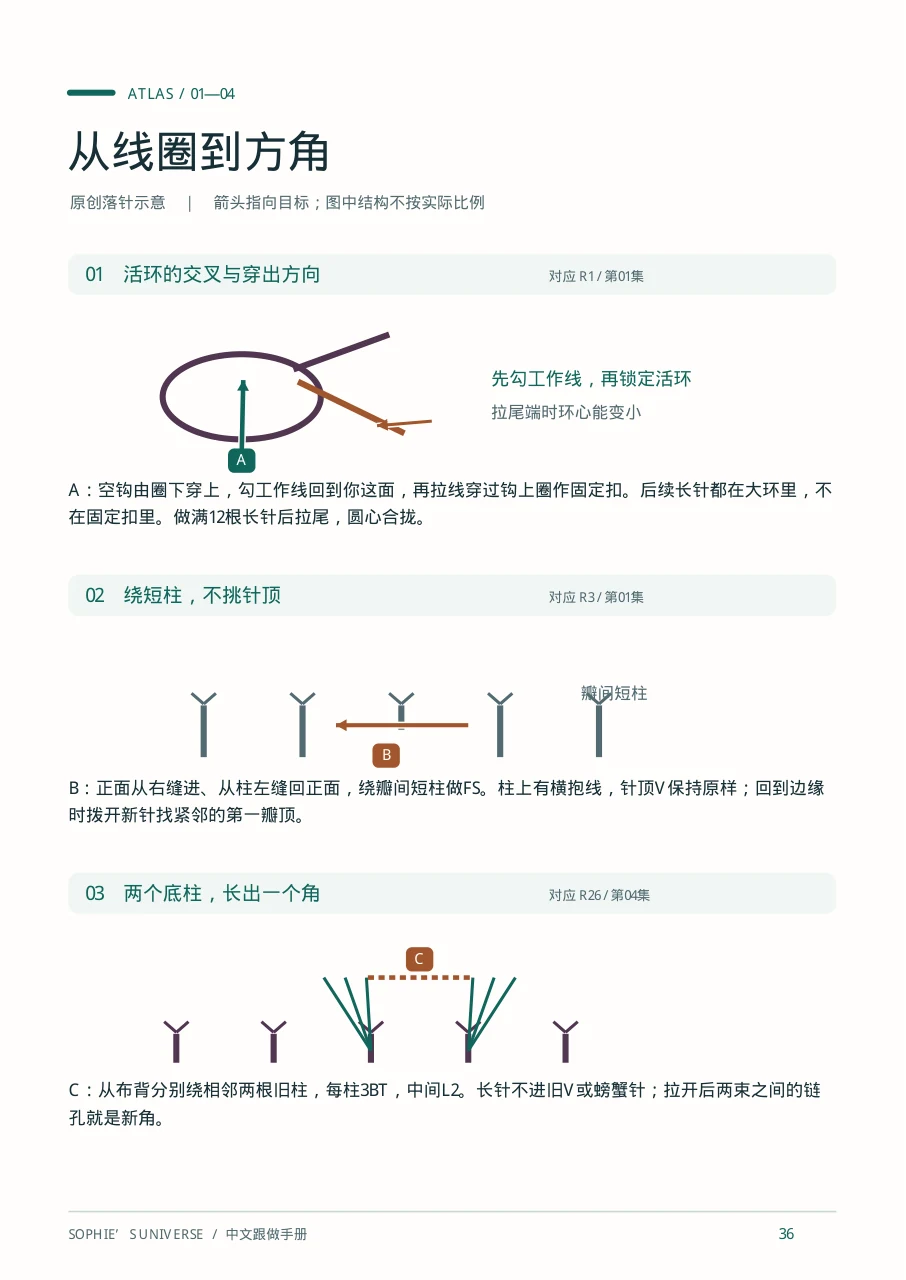 ATLAS / 01—04
从线圈到方角
原创落针示意 | 箭头指向目标；图中结构不按实际比例
01 活环的交叉与穿出方向 对应 R1 / 第01集
先勾工作线，再锁定活环
拉尾端时环心能变小
A
A：空钩由圈下穿上，勾工作线回到你这面，再拉线穿过钩上圈作固定扣。后续长针都在大环里，不
在固定扣里。做满12根长针后拉尾，圆心合拢。
02 绕短柱，不挑针顶 对应 R3 / 第01集
瓣间短柱
B
B：正面从右缝进、从柱左缝回正面，绕瓣间短柱做FS。柱上有横抱线，针顶V保持原样；回到边缘
时拨开新针找紧邻的第一瓣顶。
03 两个底柱，长出一个角 对应 R26 / 第04集
C
C：从布背分别绕相邻两根旧柱，每柱3BT，中间L2。长针不进旧V或螃蟹针；拉开后两束之间的链
孔就是新角。
SOPHIE’ S UNIVERSE / 中文跟做手册 36